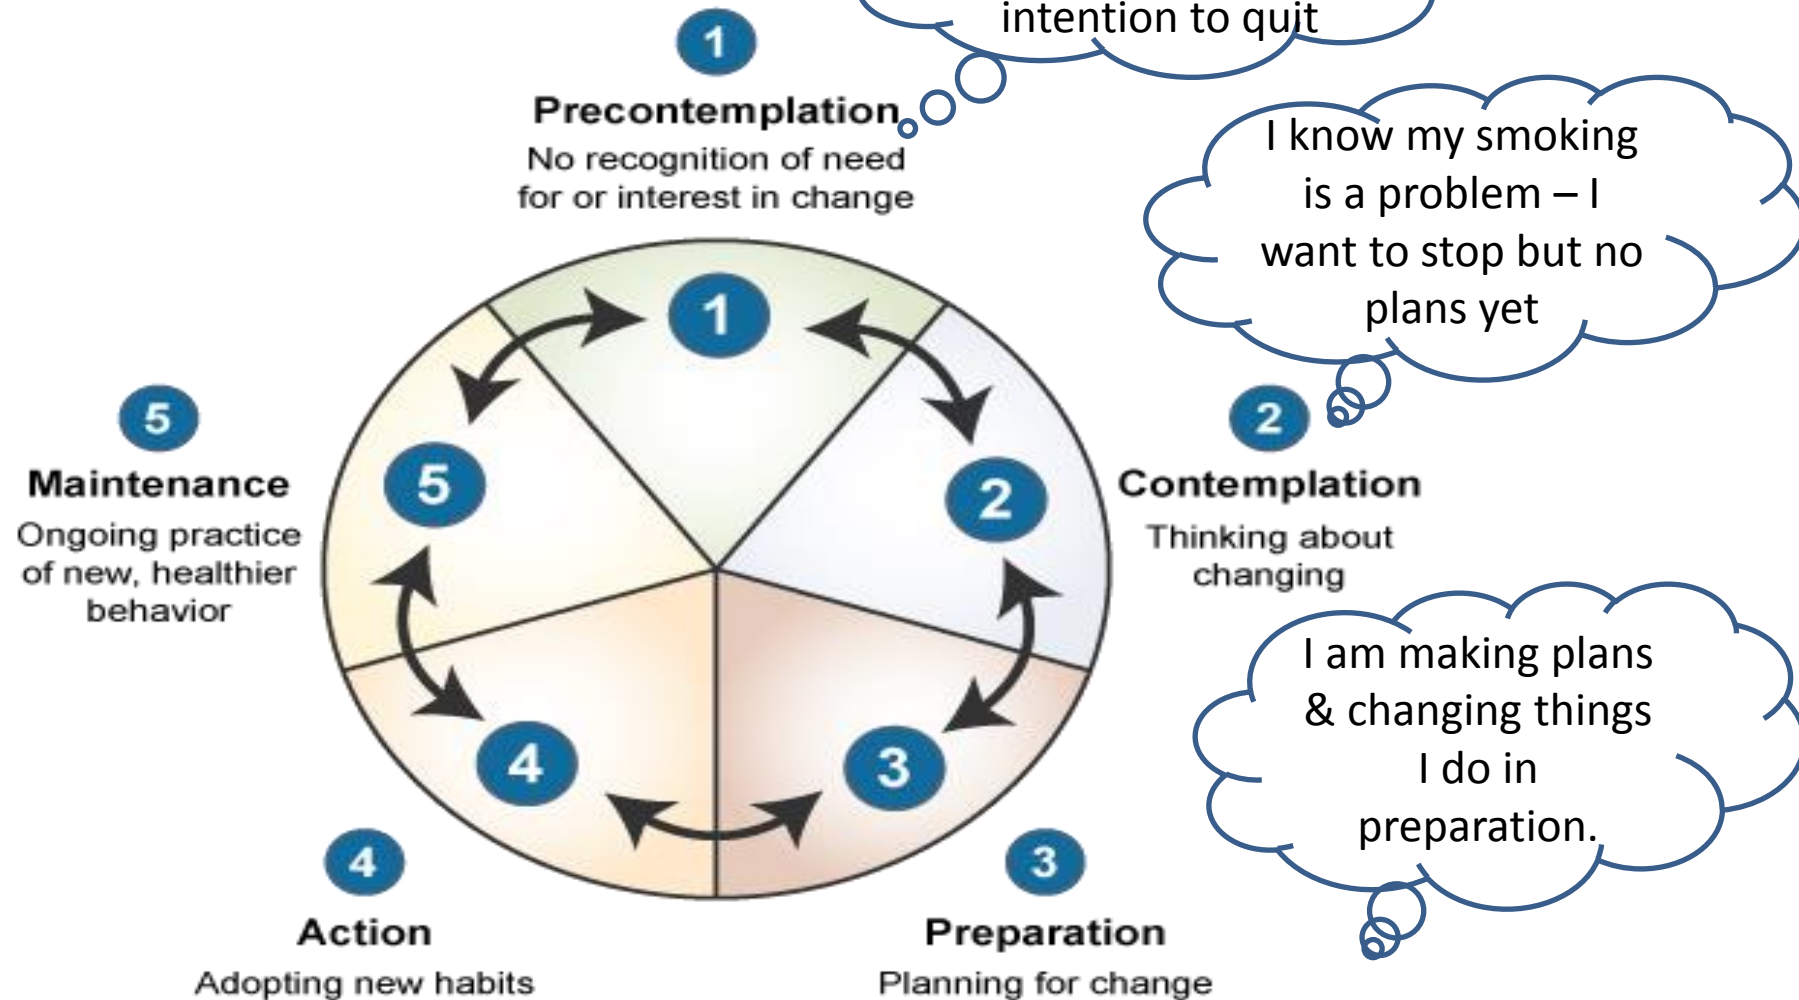 intention to quit
1
Precontemplation
No recognition of need
for or interest in change
I know my smoking
is a problem – I
want to stop but no
plans yet
1
5
Maintenance
Ongoing practice
of new, healthier
behavior
5
2
2
Contemplation
Thinking about
changing
I am making plans
& changing things
I do in
preparation.
4
3
4
Action
Adopting new habits
3
Preparation
Planning for change